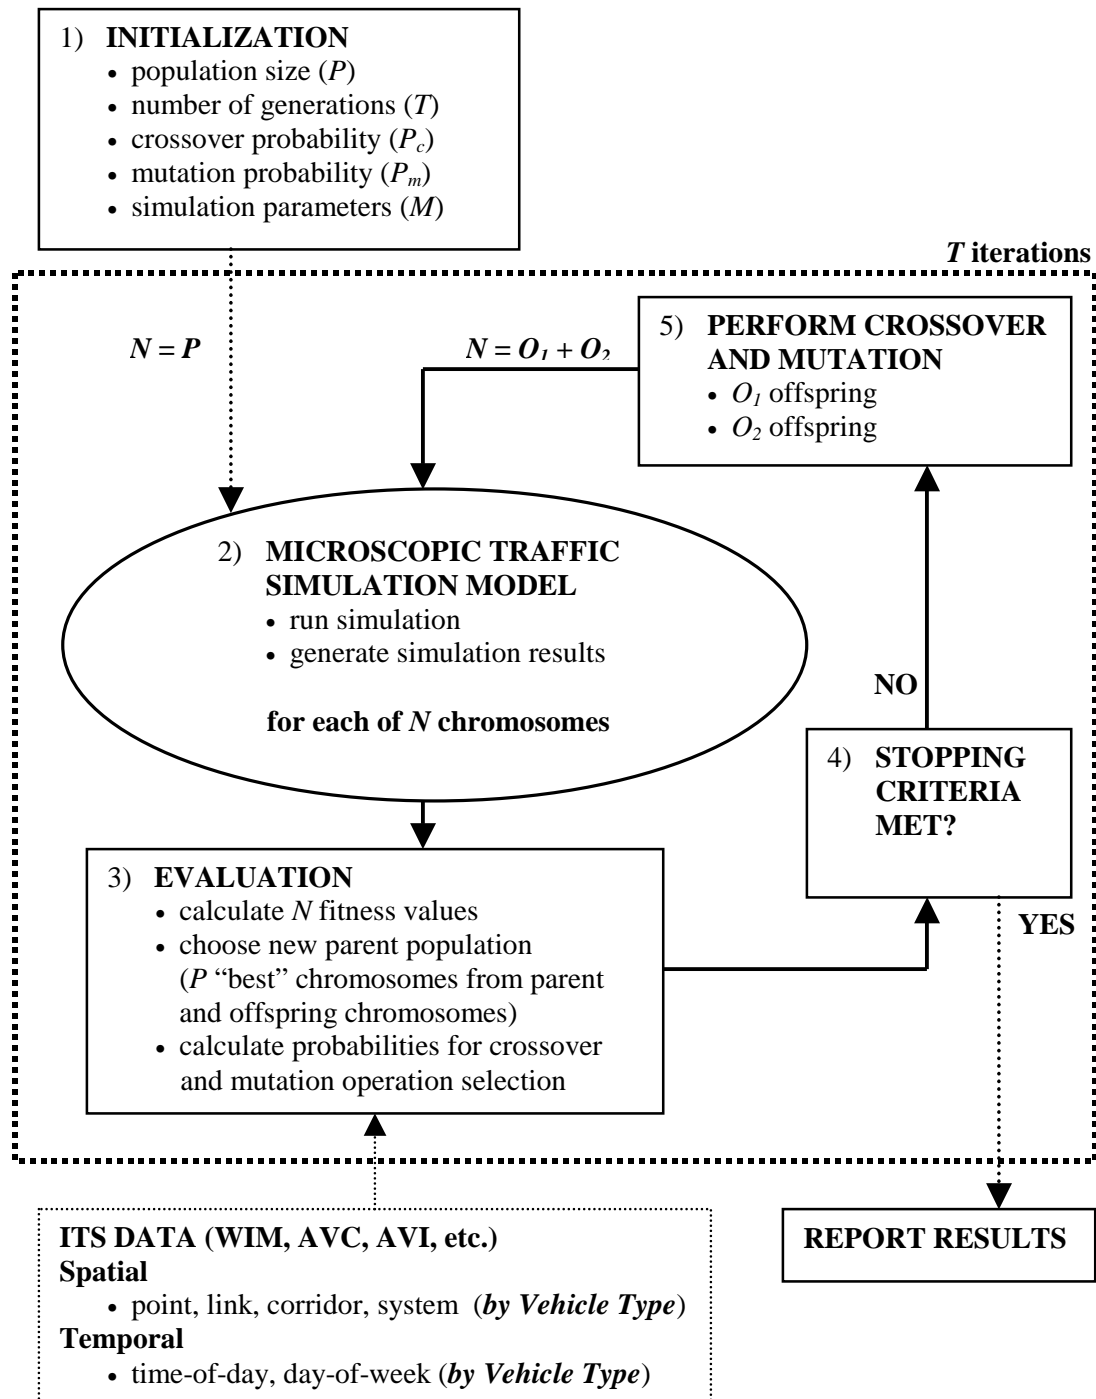 1) INITIALIZATION
• population size (P)
• number of generations (T)
• crossover probability (Pc)
• mutation probability (Pm)
• simulation parameters (M)
T iterations
N = P
N = O1 + O2
5) PERFORM CROSSOVER
AND MUTATION
• O1 offspring
• O2 offspring
2) MICROSCOPIC TRAFFIC
SIMULATION MODEL
• run simulation
• generate simulation results
for each of N chromosomes
NO
4) STOPPING
CRITERIA
MET?
YES
3) EVALUATION
• calculate N fitness values
• choose new parent population
(P “best” chromosomes from parent
and offspring chromosomes)
• calculate probabilities for crossover
and mutation operation selection
ITS DATA (WIM, AVC, AVI, etc.)
Spatial
• point, link, corridor, system (by Vehicle Type)
Temporal
• time-of-day, day-of-week (by Vehicle Type)
REPORT RESULTS